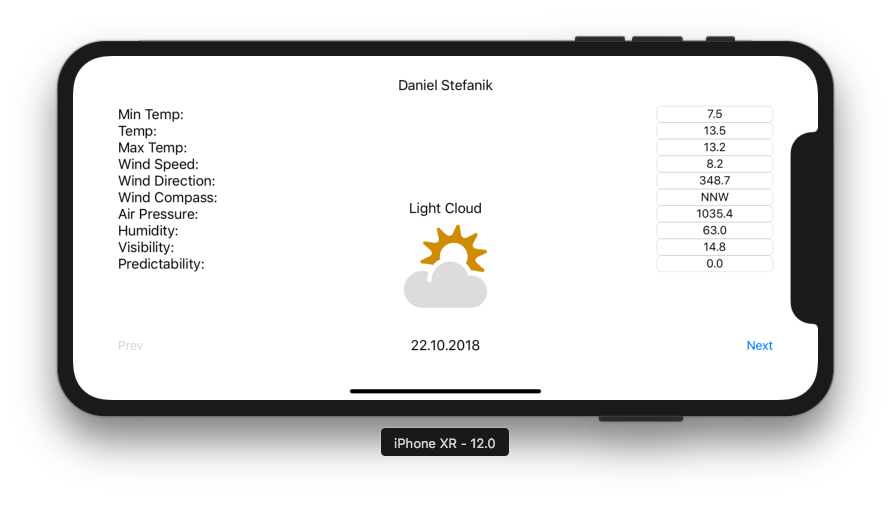 Daniel Stefanik
Min Temp: 7.5
Temp: 13.5
Max Temp: 13.2
Wind Speed: 8.2
Wind Direction: 348.7
Wind Compass: NNW
Air Pressure: 1035.4
Humidity: 63.0
Visibility: 14.8
Predictability: 0.0
Light Cloud
Prev 22.10.2018 Next
iPhone XR - 12.0